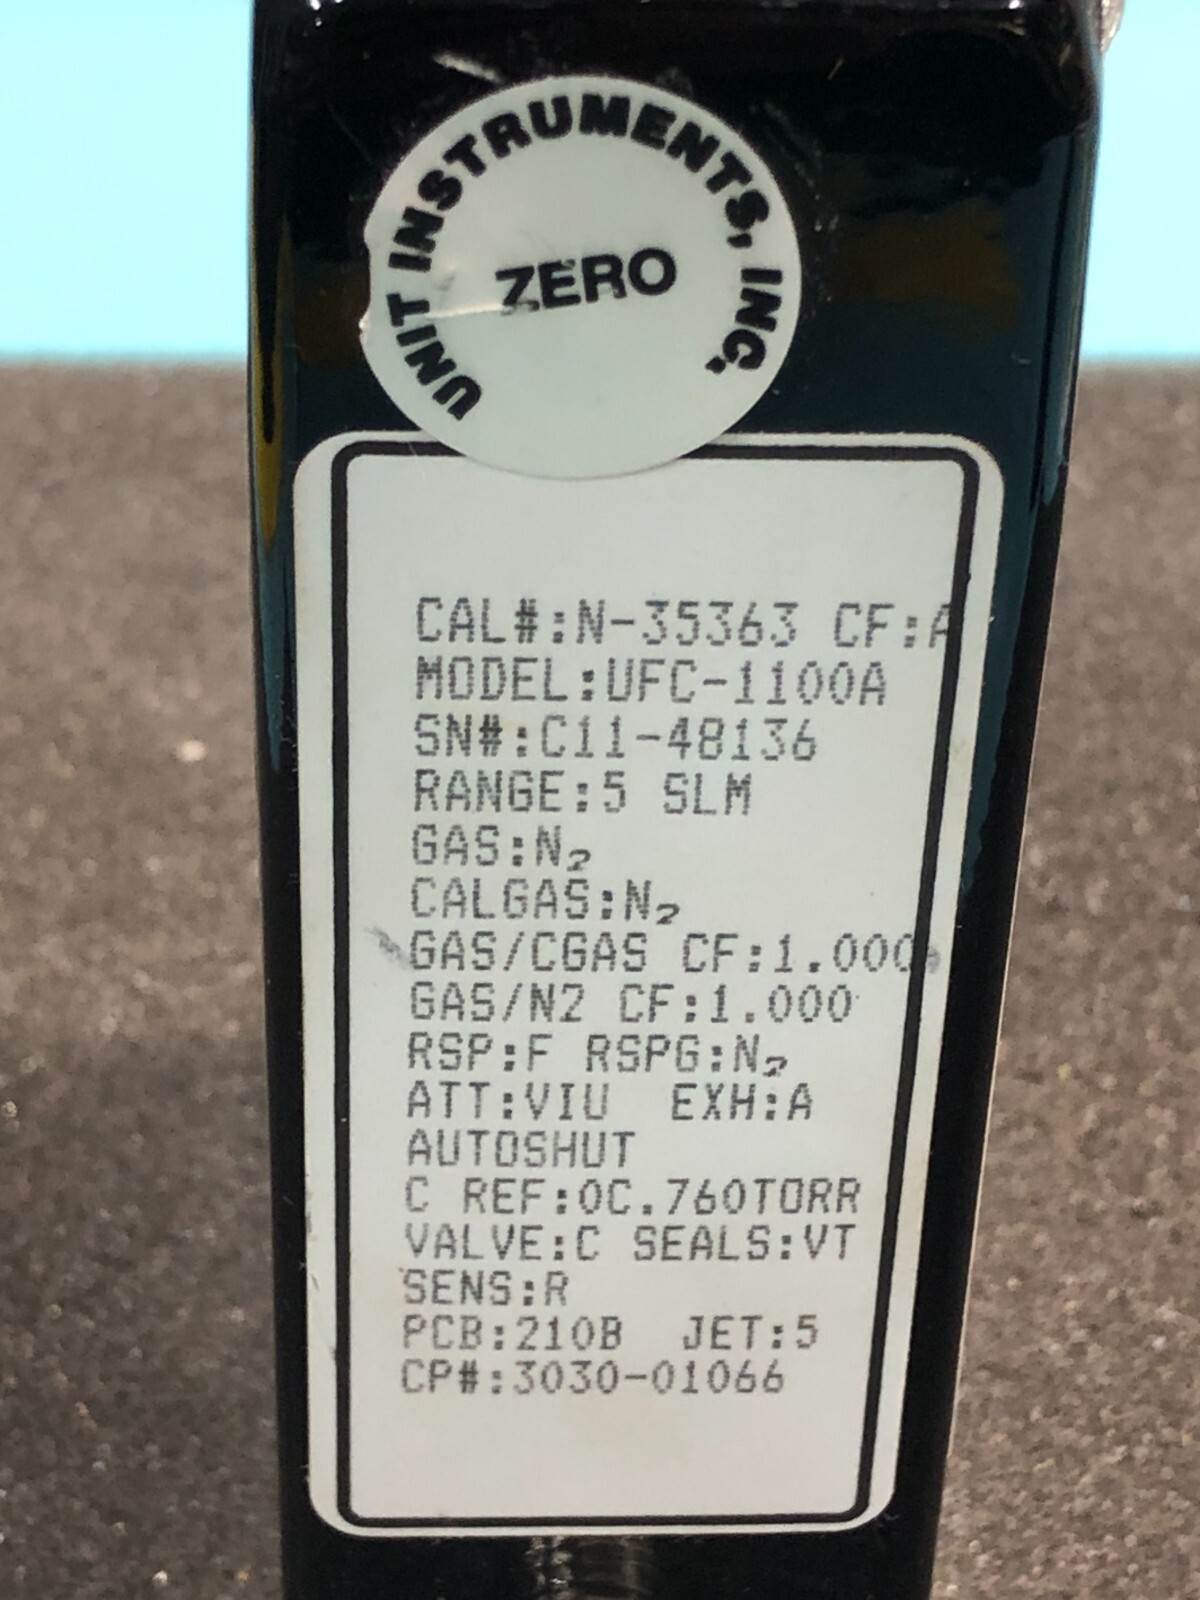 UNIT INSTRUMENTS, INC.
ZERO
CAL#:N-35363 CF:A
MODEL:UFC-1100A
SN#:C11-48136
RANGE:5 SLM
GAS:N₂
CALGAS:N₂
GAS/CGAS CF:1.000
GAS/N2 CF:1.000
RSP:F RSPG:N₂
ATT:VIU EXH:A
AUTOSHUT
C REF:0C.760TORR
VALVE:C SEALS:VT
SENS:R
PCB:210B JET:5
CP#:3030-01066